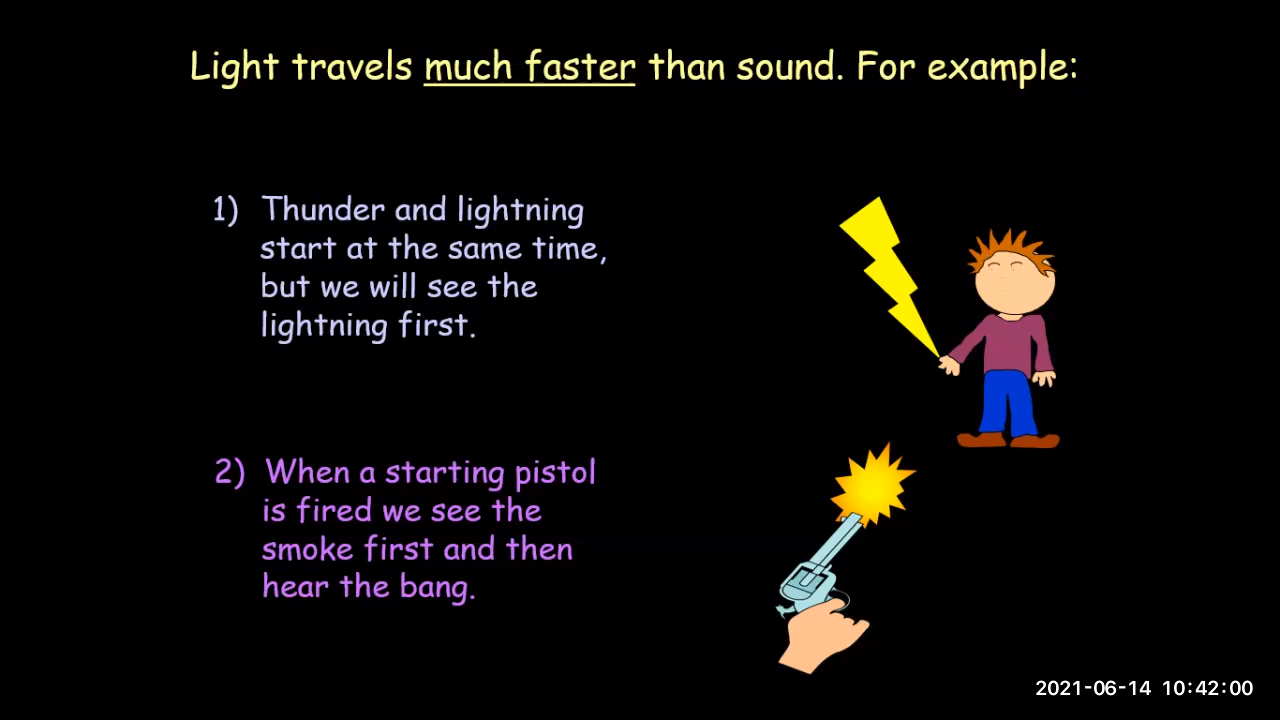 Light travels much faster than sound. For example:
1) Thunder and lightning
start at the same time,
but we will see the
lightning first.
2) When a starting pistol
is fired we see the
smoke first and then
hear the bang.
2021-06-14 10:42:00